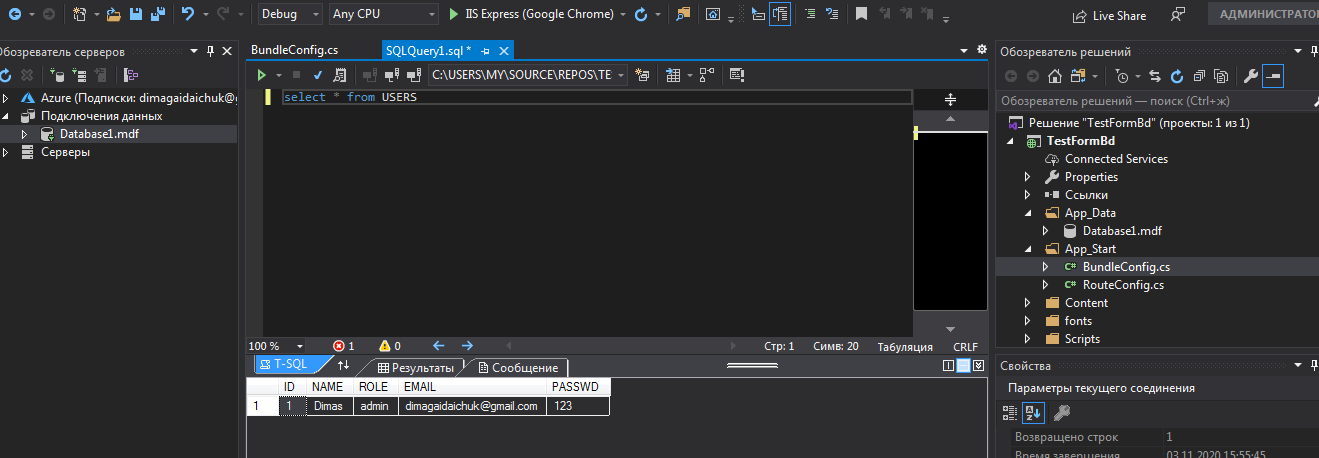 Debug Any CPU IIS Express (Google Chrome) Live Share АДМИНИСТРАТОР
Обозреватель серверов
Azure (Подписки: dimagaidaichuk@g
Подключения данных
Database1.mdf
Серверы
BundleConfig.cs SQLQuery1.sql *
C:\USERS\MY\SOURCE\REPOS\TE
select * from USERS
100 % 1 0 Стр: 1 Симв: 20 Табуляция CRLF
T-SQL Результаты Сообщение
ID NAME ROLE EMAIL PASSWD
1 1 Dimas admin dimagaidaichuk@gmail.com 123
Обозреватель решений
Обозреватель решений — поиск (Ctrl+ж)
Решение "TestFormBd" (проекты: 1 из 1)
TestFormBd
Connected Services
Properties
Ссылки
App_Data
Database1.mdf
App_Start
C# BundleConfig.cs
C# RouteConfig.cs
Content
fonts
Scripts
Свойства
Параметры текущего соединения
Возвращено строк 1
Время завершения 03.11.2020 15:55:45